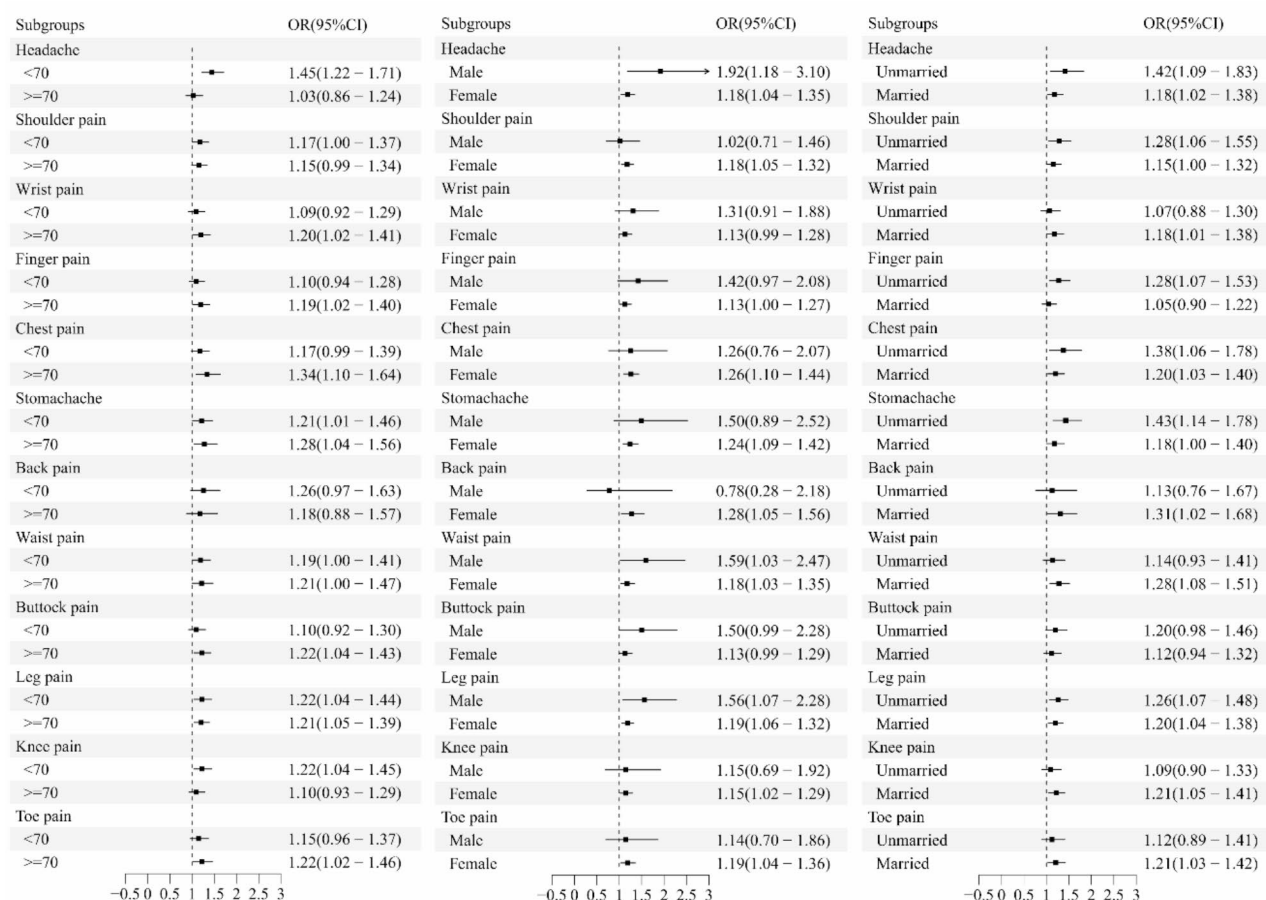 Subgroups OR(95%CI)
Headache
<70 1.45(1.22 − 1.71)
>=70 1.03(0.86 − 1.24)
Shoulder pain
<70 1.17(1.00 − 1.37)
>=70 1.15(0.99 − 1.34)
Wrist pain
<70 1.09(0.92 − 1.29)
>=70 1.20(1.02 − 1.41)
Finger pain
<70 1.10(0.94 − 1.28)
>=70 1.19(1.02 − 1.40)
Chest pain
<70 1.17(0.99 − 1.39)
>=70 1.34(1.10 − 1.64)
Stomachache
<70 1.21(1.01 − 1.46)
>=70 1.28(1.04 − 1.56)
Back pain
<70 1.26(0.97 − 1.63)
>=70 1.18(0.88 − 1.57)
Waist pain
<70 1.19(1.00 − 1.41)
>=70 1.21(1.00 − 1.47)
Buttock pain
<70 1.10(0.92 − 1.30)
>=70 1.22(1.04 − 1.43)
Leg pain
<70 1.22(1.04 − 1.44)
>=70 1.21(1.05 − 1.39)
Knee pain
<70 1.22(1.04 − 1.45)
>=70 1.10(0.93 − 1.29)
Toe pain
<70 1.15(0.96 − 1.37)
>=70 1.22(1.02 − 1.46)
−0.5 0 0.5 1 1.5 2 2.5 3
Subgroups OR(95%CI)
Headache
Male 1.92(1.18 − 3.10)
Female 1.18(1.04 − 1.35)
Shoulder pain
Male 1.02(0.71 − 1.46)
Female 1.18(1.05 − 1.32)
Wrist pain
Male 1.31(0.91 − 1.88)
Female 1.13(0.99 − 1.28)
Finger pain
Male 1.42(0.97 − 2.08)
Female 1.13(1.00 − 1.27)
Chest pain
Male 1.26(0.76 − 2.07)
Female 1.26(1.10 − 1.44)
Stomachache
Male 1.50(0.89 − 2.52)
Female 1.24(1.09 − 1.42)
Back pain
Male 0.78(0.28 − 2.18)
Female 1.28(1.05 − 1.56)
Waist pain
Male 1.59(1.03 − 2.47)
Female 1.18(1.03 − 1.35)
Buttock pain
Male 1.50(0.99 − 2.28)
Female 1.13(0.99 − 1.29)
Leg pain
Male 1.56(1.07 − 2.28)
Female 1.19(1.06 − 1.32)
Knee pain
Male 1.15(0.69 − 1.92)
Female 1.15(1.02 − 1.29)
Toe pain
Male 1.14(0.70 − 1.86)
Female 1.19(1.04 − 1.36)
−0.5 0 0.5 1 1.5 2 2.5 3
Subgroups OR(95%CI)
Headache
Unmarried 1.42(1.09 − 1.83)
Married 1.18(1.02 − 1.38)
Shoulder pain
Unmarried 1.28(1.06 − 1.55)
Married 1.15(1.00 − 1.32)
Wrist pain
Unmarried 1.07(0.88 − 1.30)
Married 1.18(1.01 − 1.38)
Finger pain
Unmarried 1.28(1.07 − 1.53)
Married 1.05(0.90 − 1.22)
Chest pain
Unmarried 1.38(1.06 − 1.78)
Married 1.20(1.03 − 1.40)
Stomachache
Unmarried 1.43(1.14 − 1.78)
Married 1.18(1.00 − 1.40)
Back pain
Unmarried 1.13(0.76 − 1.67)
Married 1.31(1.02 − 1.68)
Waist pain
Unmarried 1.14(0.93 − 1.41)
Married 1.28(1.08 − 1.51)
Buttock pain
Unmarried 1.20(0.98 − 1.46)
Married 1.12(0.94 − 1.32)
Leg pain
Unmarried 1.26(1.07 − 1.48)
Married 1.20(1.04 − 1.38)
Knee pain
Unmarried 1.09(0.90 − 1.33)
Married 1.21(1.05 − 1.41)
Toe pain
Unmarried 1.12(0.89 − 1.41)
Married 1.21(1.03 − 1.42)
−0.5 0 0.5 1 1.5 2 2.5 3